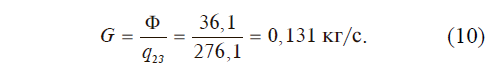 G = Ф/q₂₃ = 36,1/276,1 = 0,131 кг/с. (10)